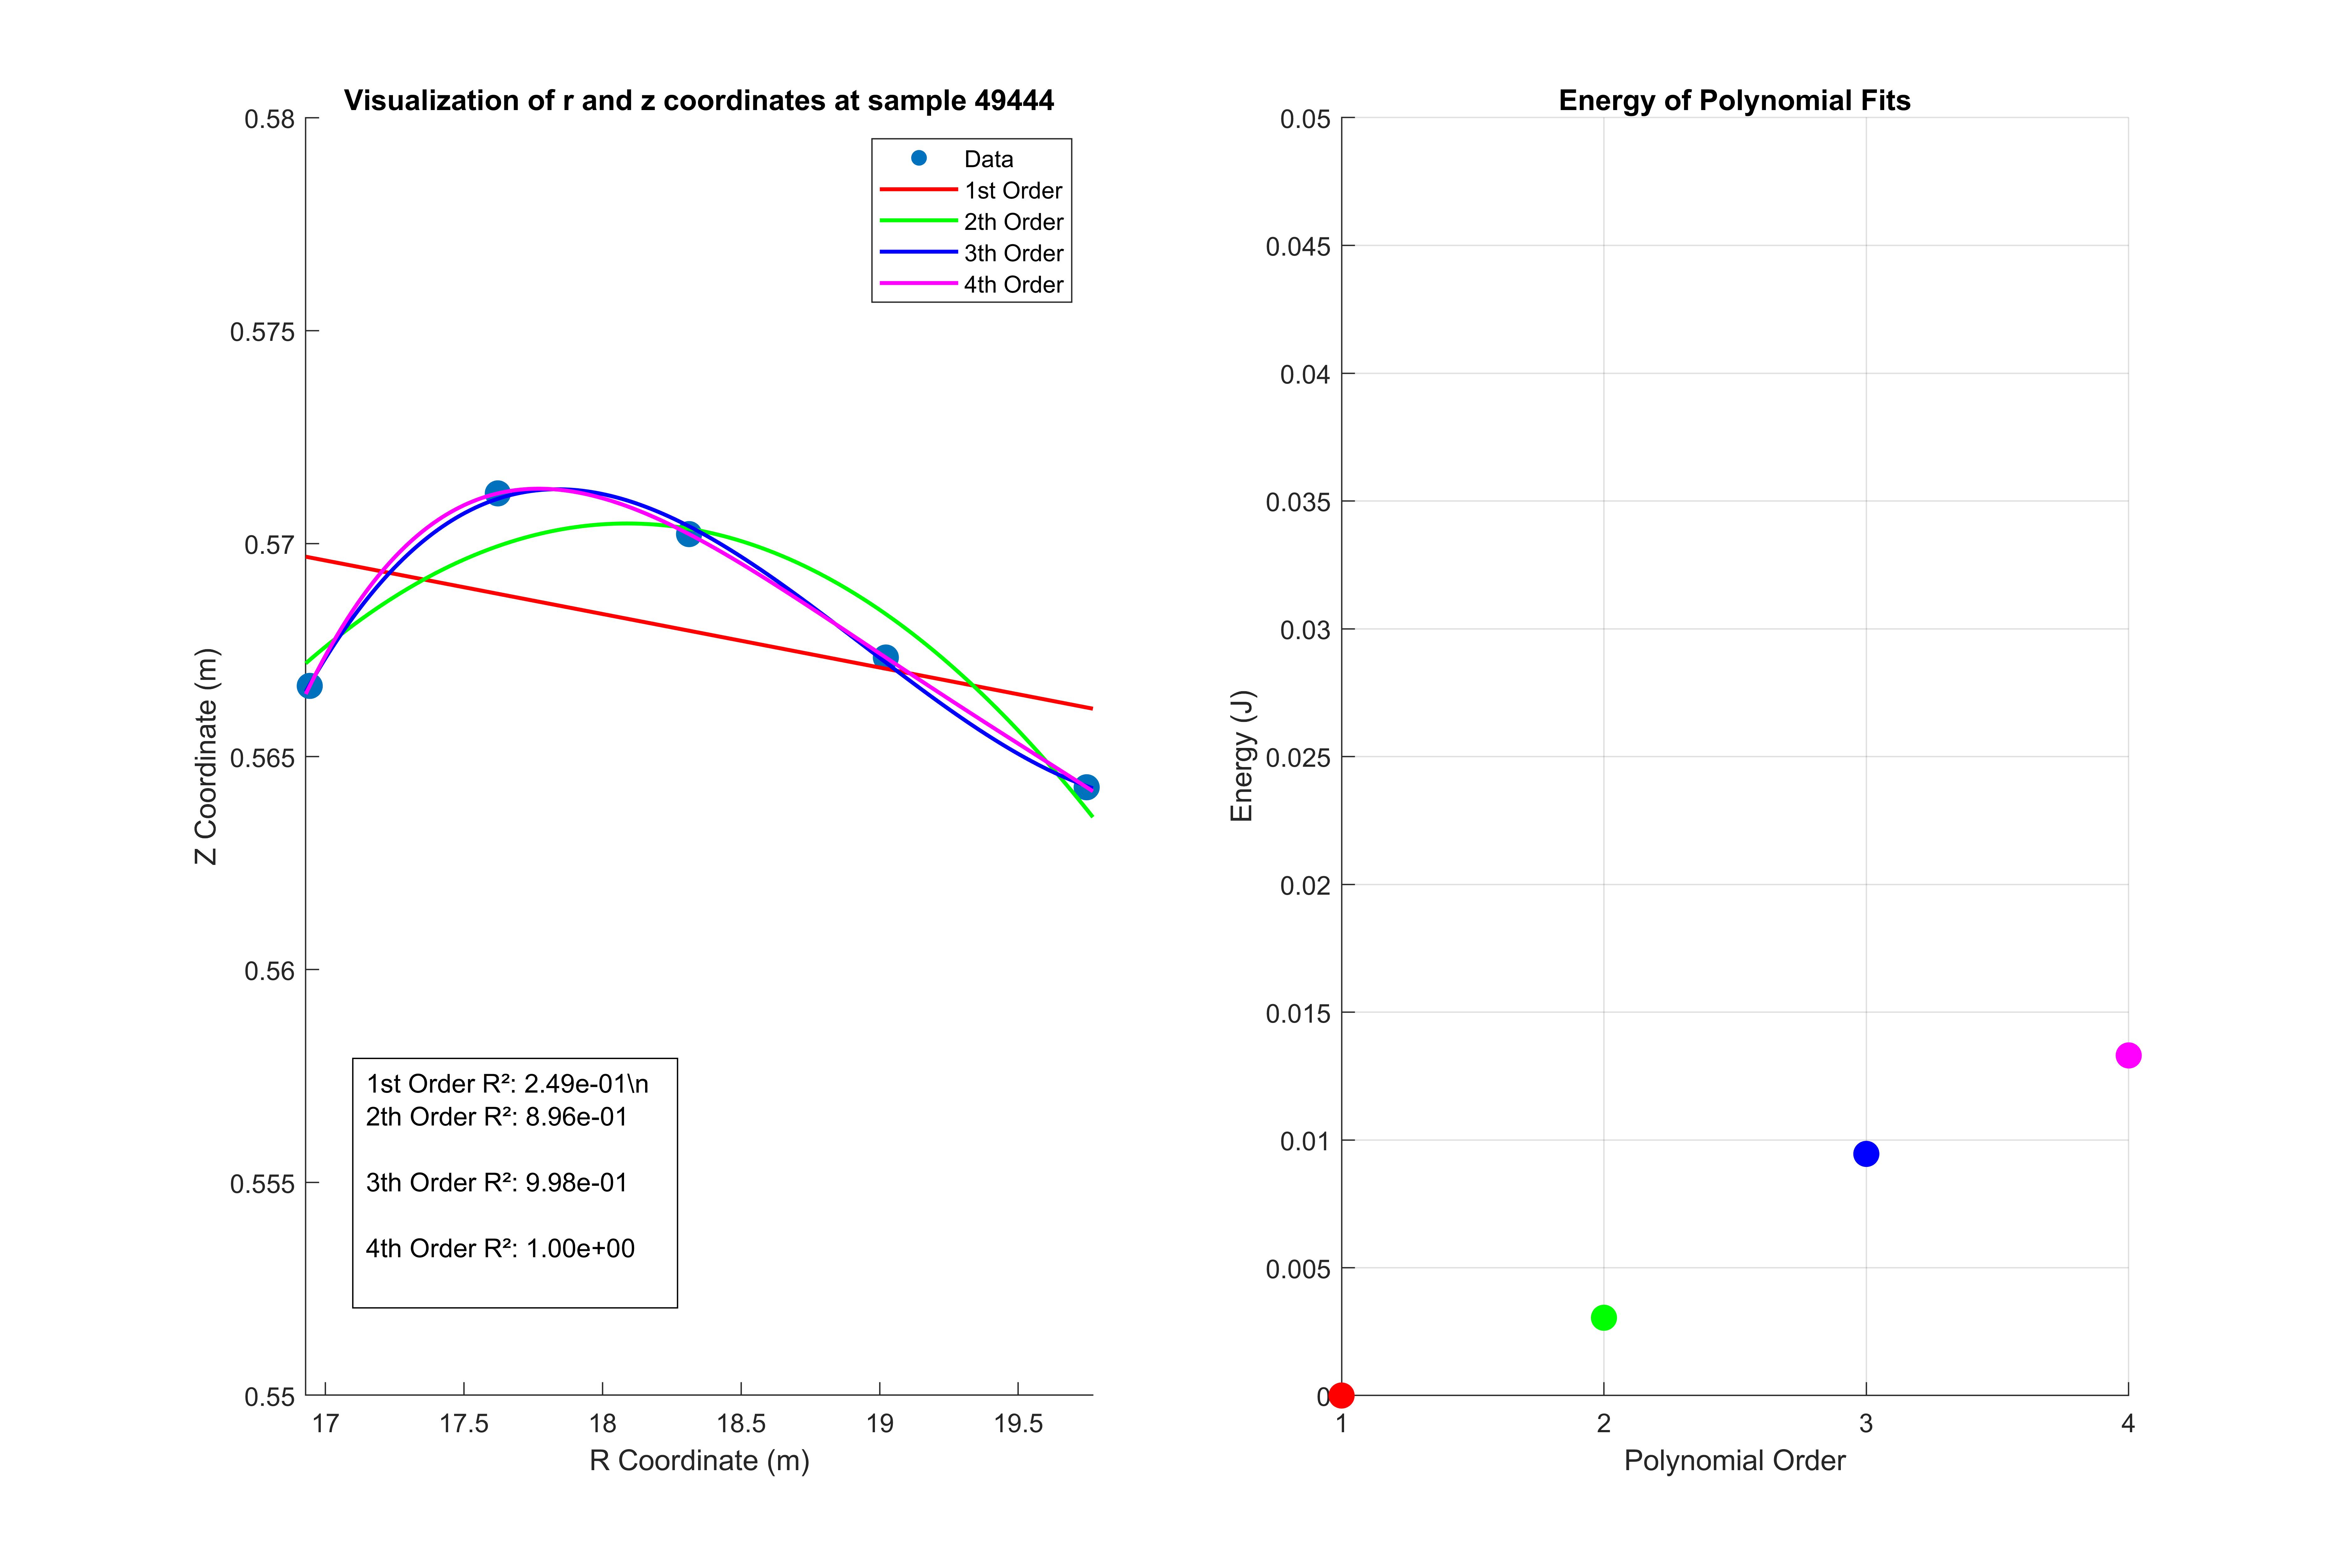 Visualization of r and z coordinates at sample 49444
0.58
0.575
0.57
0.565
0.56
0.555
0.55
Z Coordinate (m)
Data
1st Order
2th Order
3th Order
4th Order
1st Order R²: 2.49e-01\n
2th Order R²: 8.96e-01
3th Order R²: 9.98e-01
4th Order R²: 1.00e+00
17 17.5 18 18.5 19 19.5
R Coordinate (m)
Energy of Polynomial Fits
0.05
0.045
0.04
0.035
0.03
0.025
0.02
0.015
0.01
0.005
0
Energy (J)
1 2 3 4
Polynomial Order